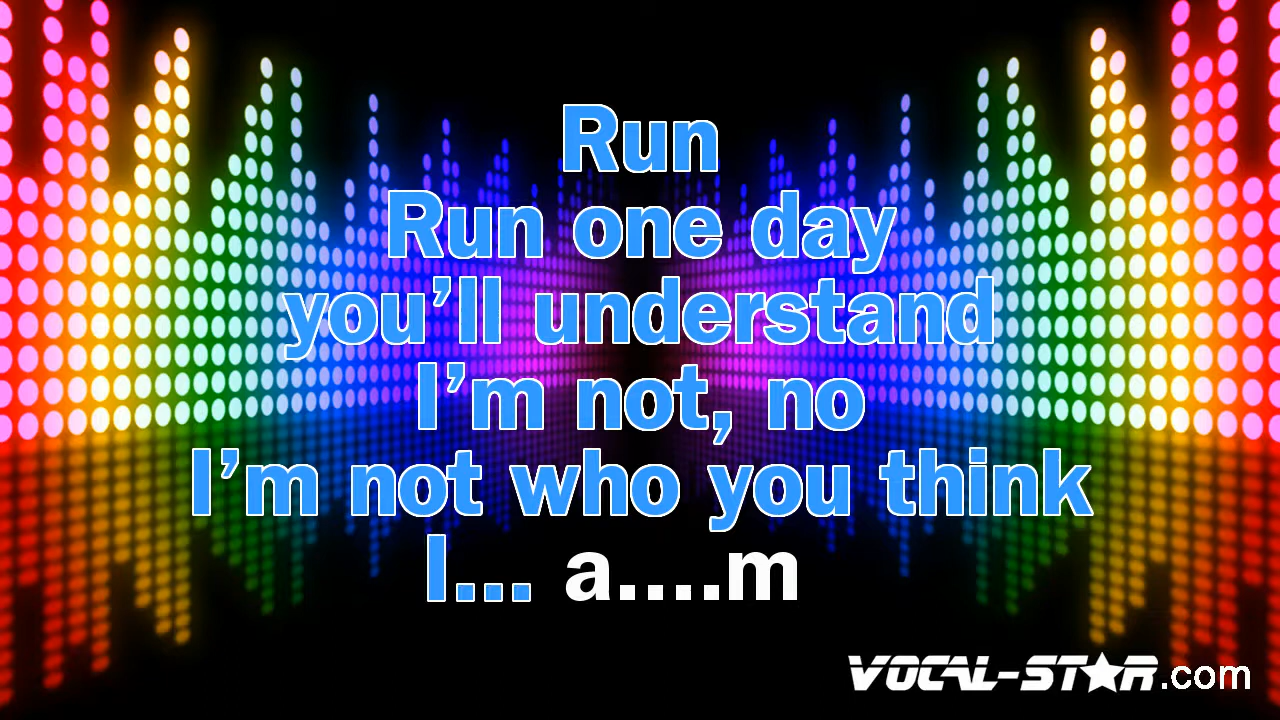 Run
Run one day
you’ll understand
I’m not, no
I’m not who you think
I... a....m
VOCAL-STAR.com